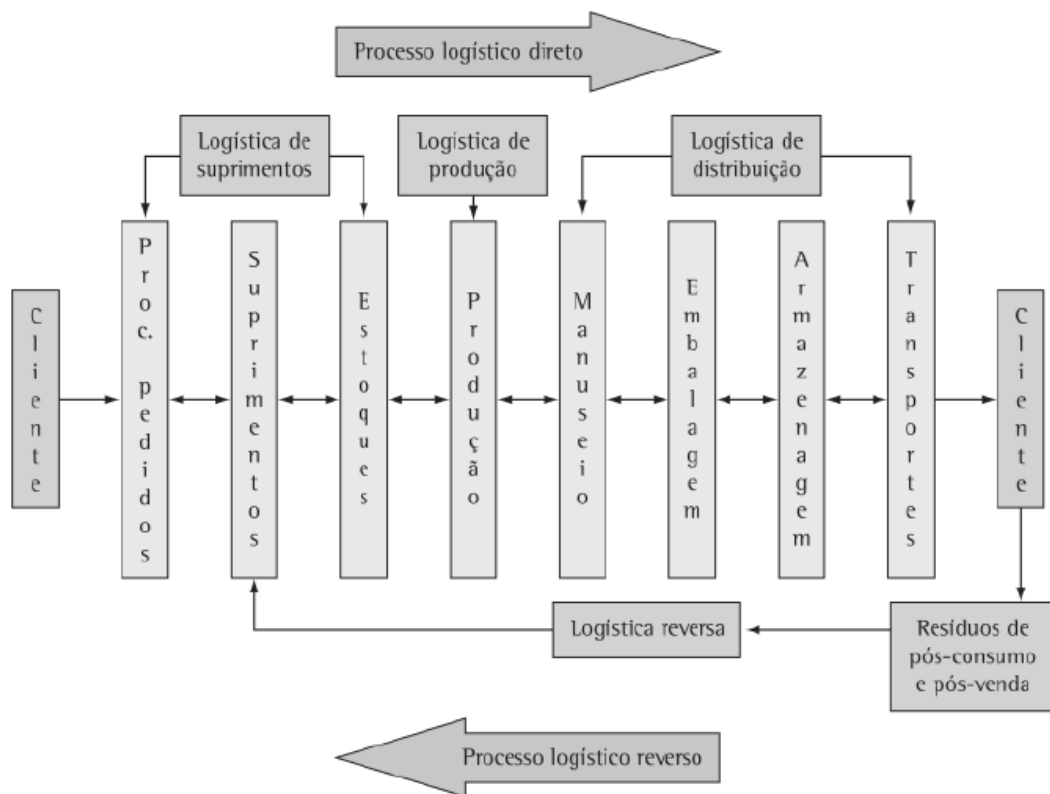 Processo logístico direto
Logística de
suprimentos
Logística de
produção
Logística de
distribuição
Cliente
Proc. pedidos
Suprimentos
Estoques
Produção
Manuseio
Embalagem
Armazenagem
Transportes
Cliente
Logística reversa
Resíduos de
pós-consumo
e pós-venda
Processo logístico reverso